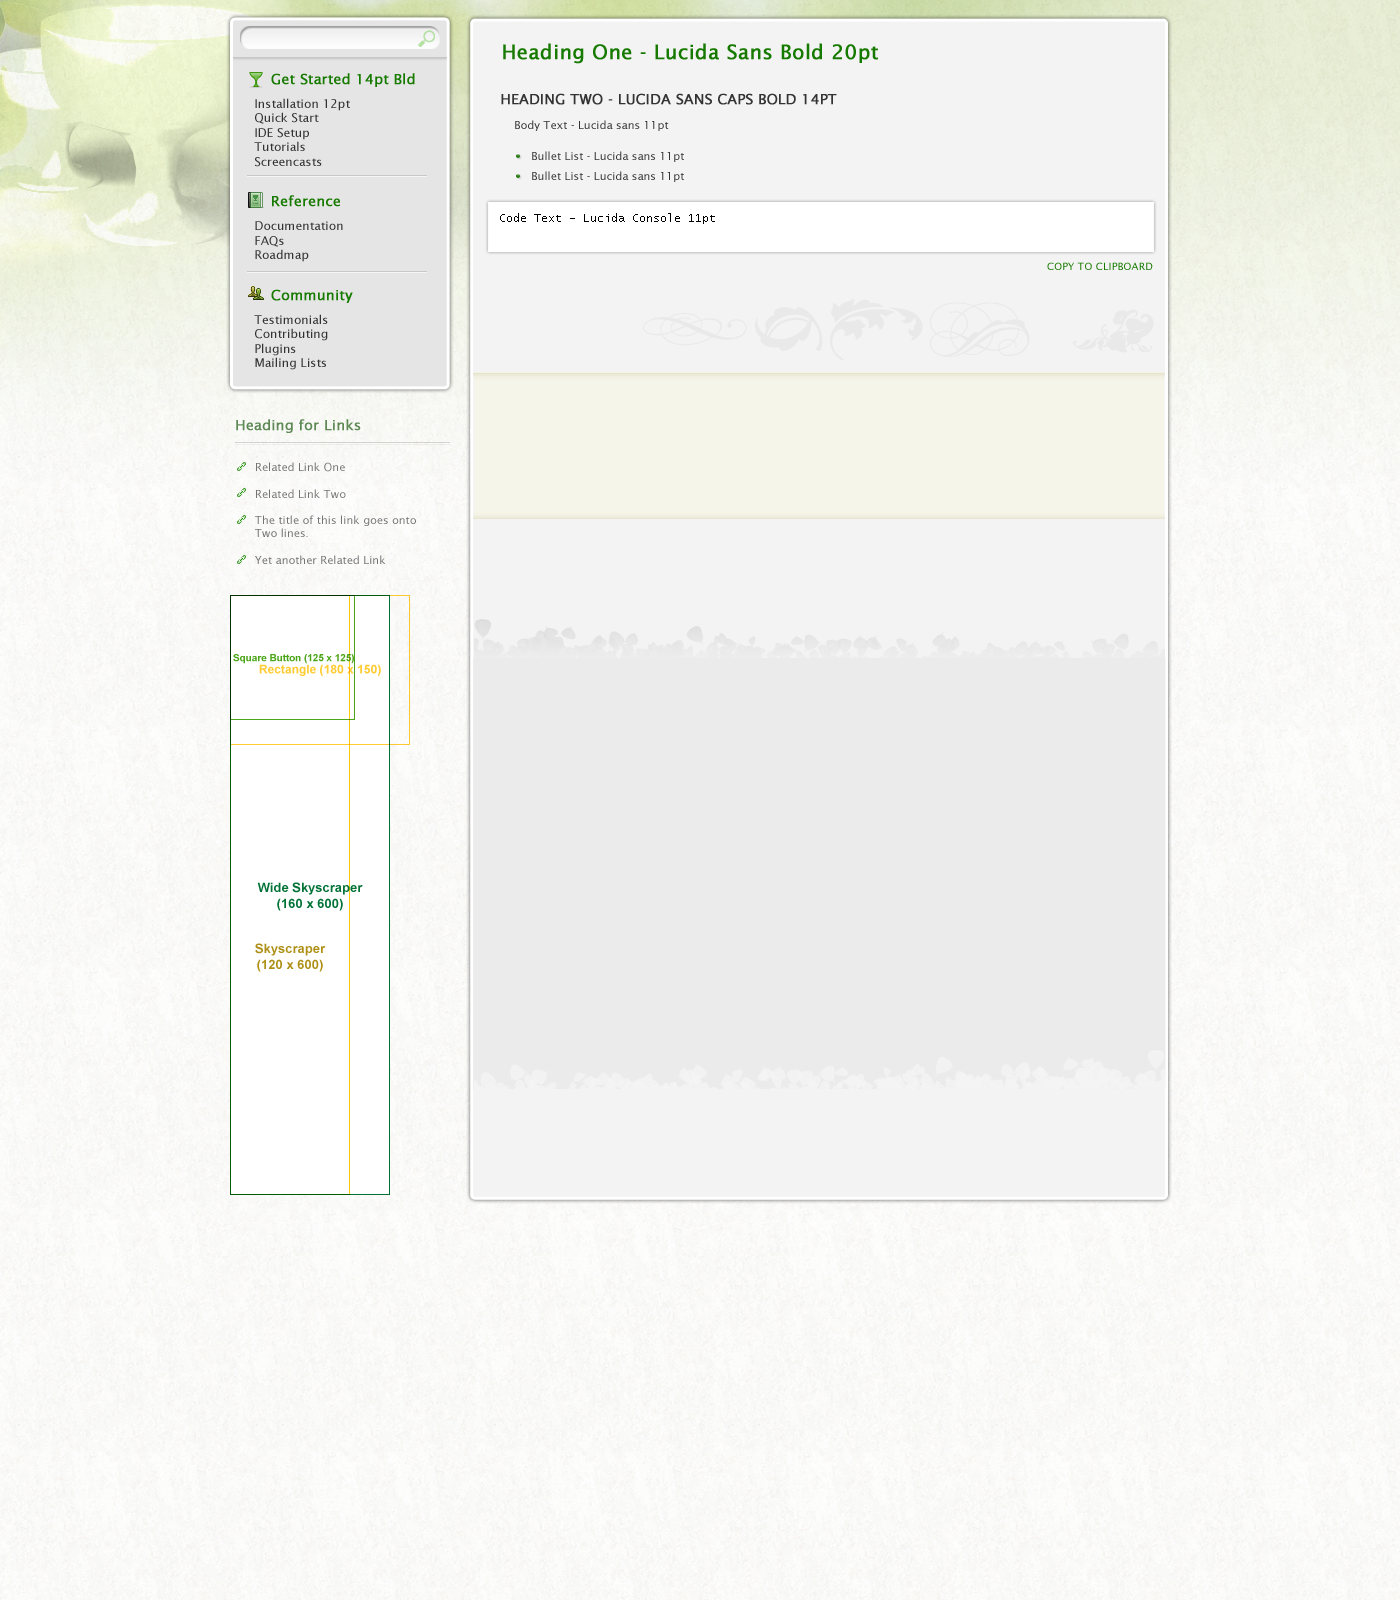 Get Started 14pt Bld
Installation 12pt
Quick Start
IDE Setup
Tutorials
Screencasts
Reference
Documentation
FAQs
Roadmap
Community
Testimonials
Contributing
Plugins
Mailing Lists
Heading for Links
Related Link One
Related Link Two
The title of this link goes onto
Two lines.
Yet another Related Link
Square Button (125 x 125)
Rectangle (180 x 150)
Wide Skyscraper
(160 x 600)
Skyscraper
(120 x 600)
Heading One - Lucida Sans Bold 20pt
HEADING TWO - LUCIDA SANS CAPS BOLD 14PT
Body Text - Lucida sans 11pt
Bullet List - Lucida sans 11pt
Bullet List - Lucida sans 11pt
Code Text - Lucida Console 11pt
COPY TO CLIPBOARD